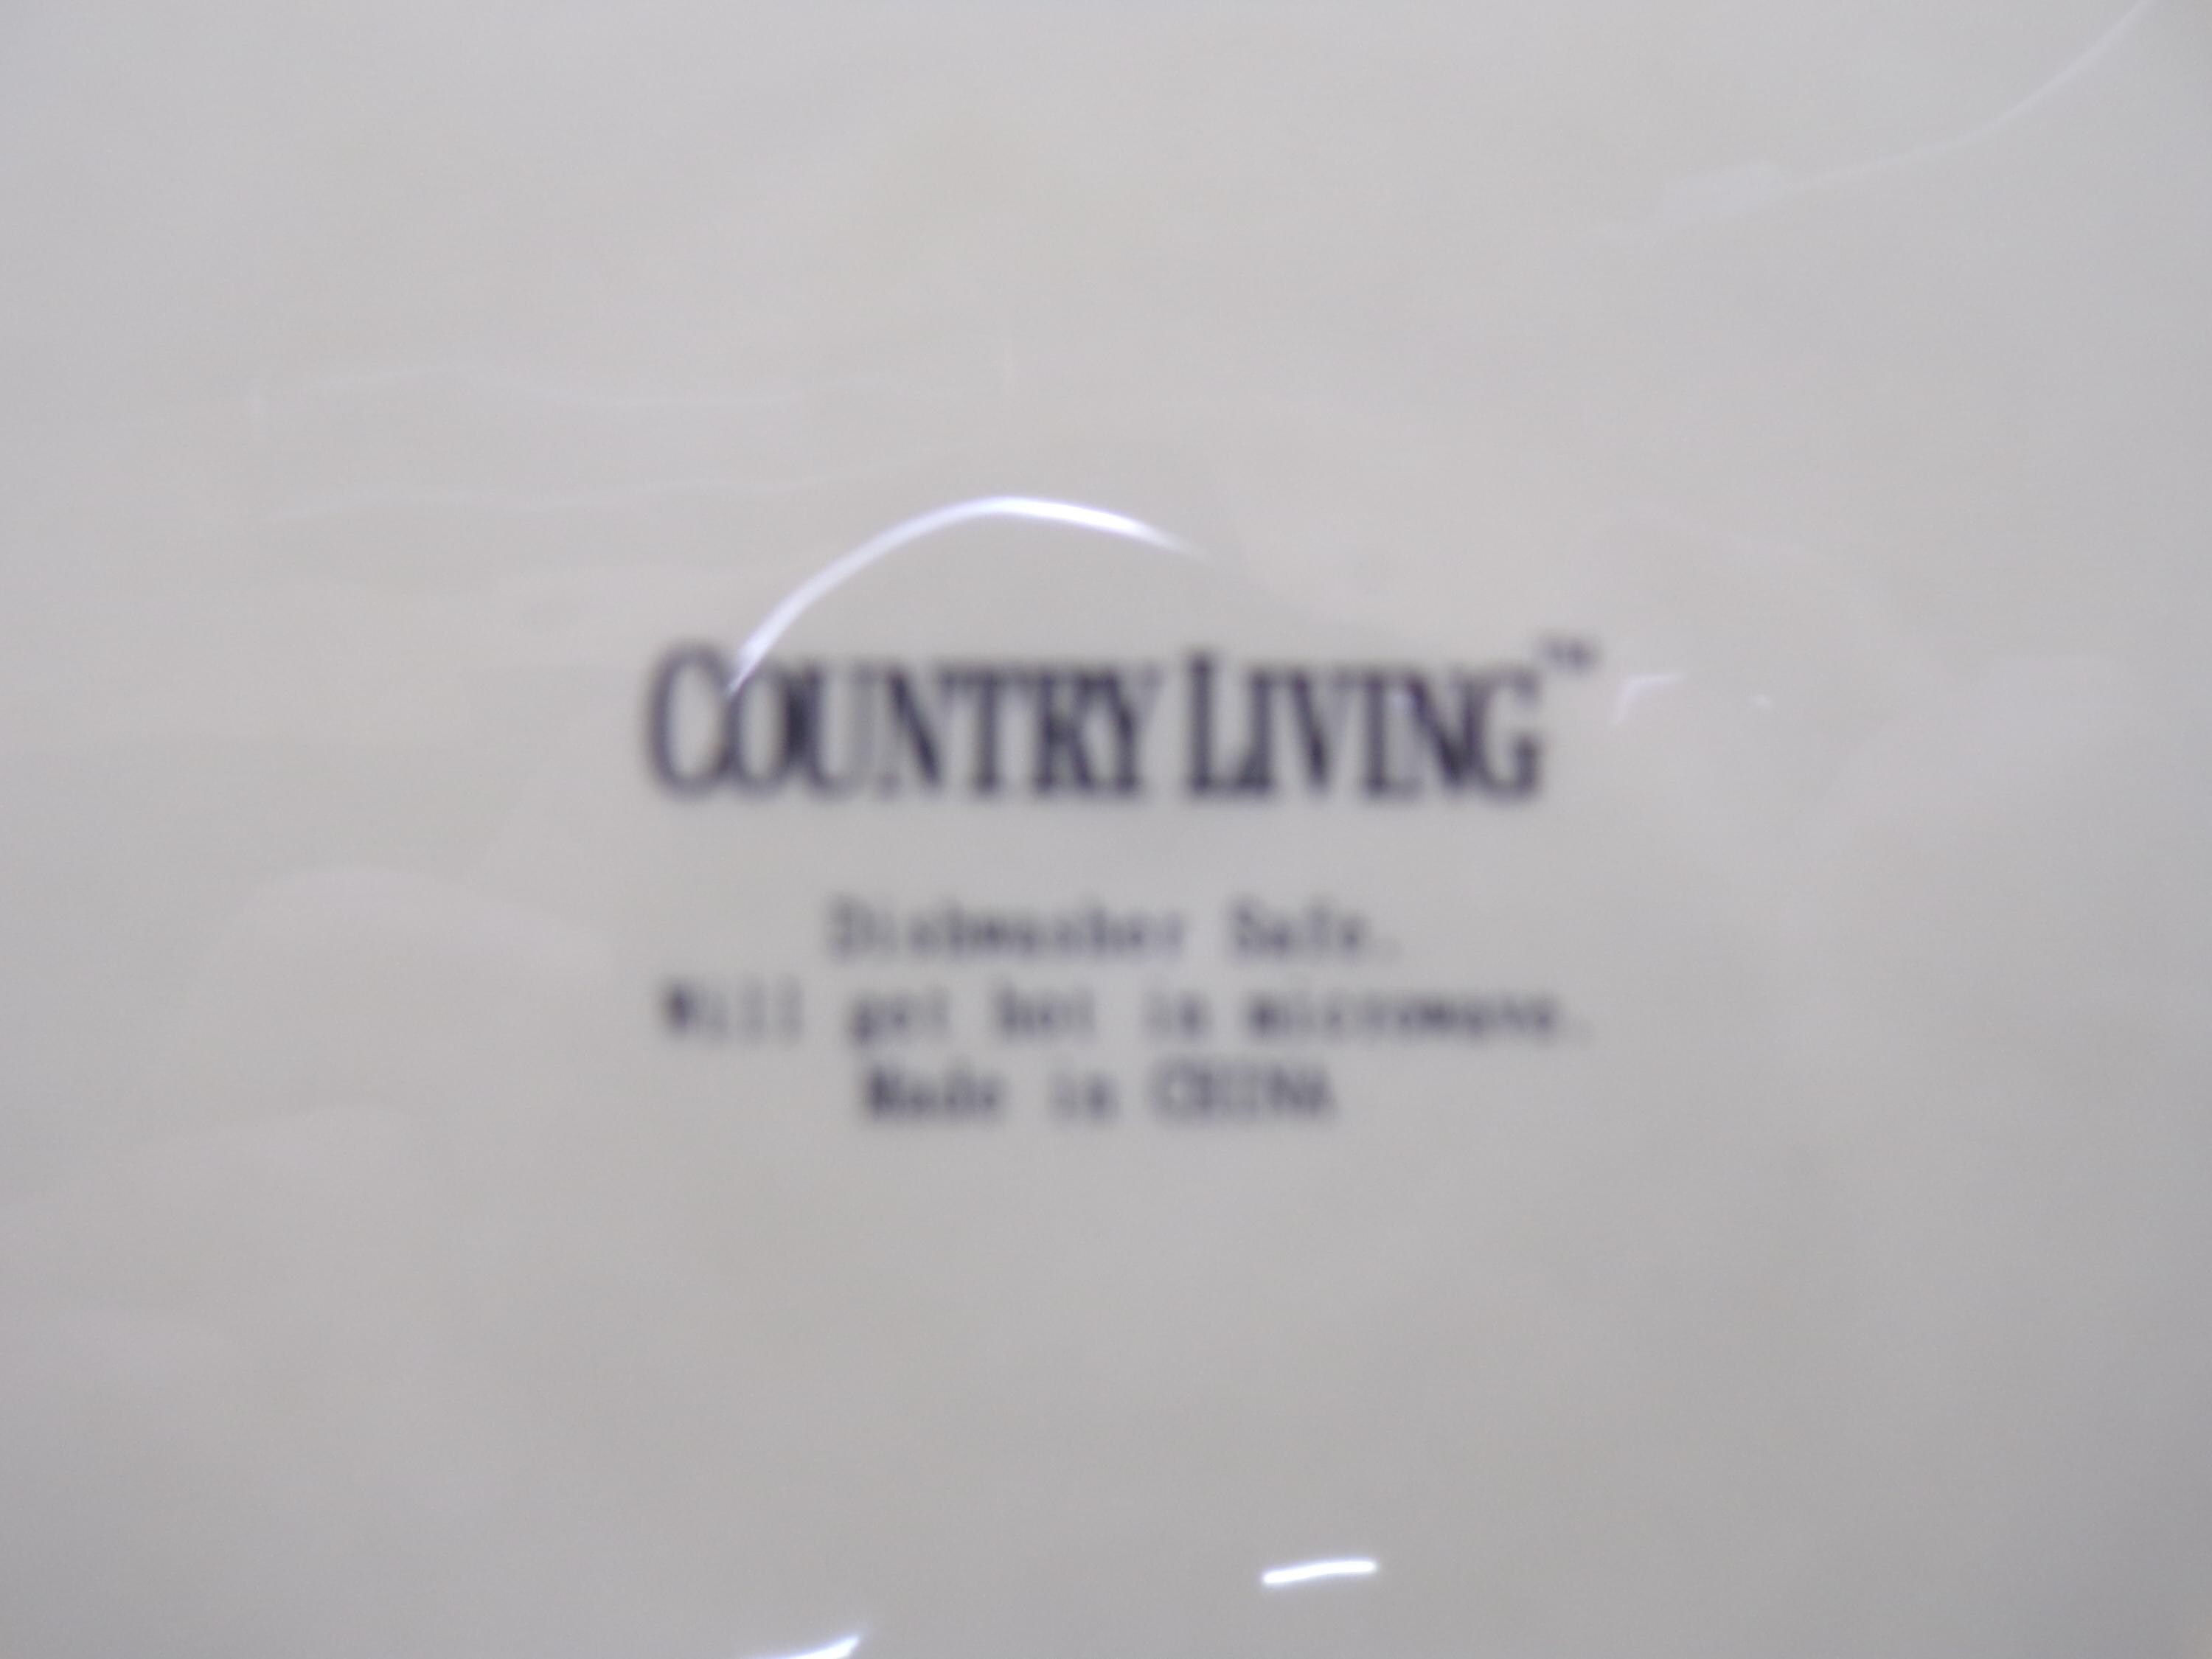 COUNTRY LIVING™
Dishwasher Safe.
Will get hot in microwave.
Made in CHINA